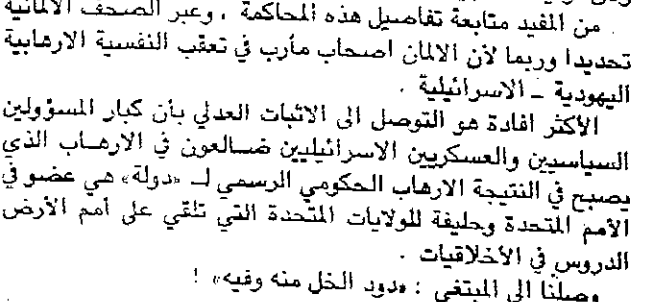 . من المفيد متابعة تفاصيل هذه المحاكمة ، وعبر الصحف الالمانية
تحديدا وربما لأن الالمان اصحاب مآرب في تعقب النفسية الارهابية
اليهودية ـ الاسرائيلية .
الأكثر افادة هو التوصل الى الاثبات العدلي بأن كبار المسؤولين
السياسيين والعسكريين الاسرائيليين ضالعون في الارهاب الذي
يصبح في النتيجة الارهاب الحكومي الرسمي لـ «دولة» هي عضو في
الأمم المتحدة وحليفة للولايات المتحدة التي تلقي على أمم الأرض
الدروس في الأخلاقيات .
وصلنا الى المبتغى : «دود الخل منه وفيه» !